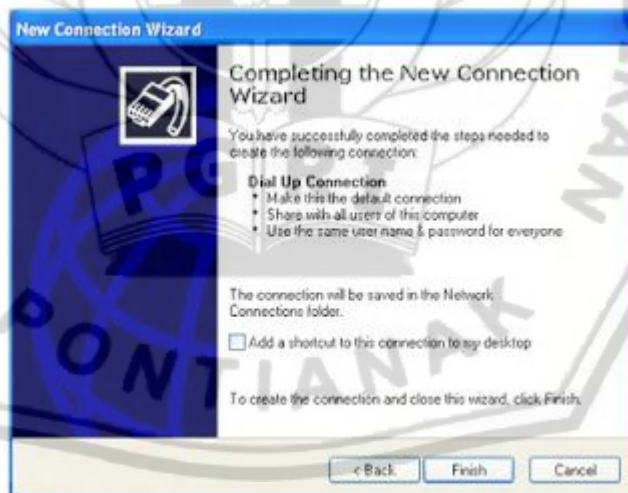 New Connection Wizard
Completing the New Connection
Wizard
You have successfully completed the steps needed to
create the following connection:
Dial Up Connection
* Make this the default connection
* Share with all users of this computer
* Use the same user name & password for everyone
The connection will be saved in the Network
Connections folder.
Add a shortcut to this connection to my desktop
To create the connection and close this wizard, click Finish.
< Back
Finish
Cancel
PONTIANAK